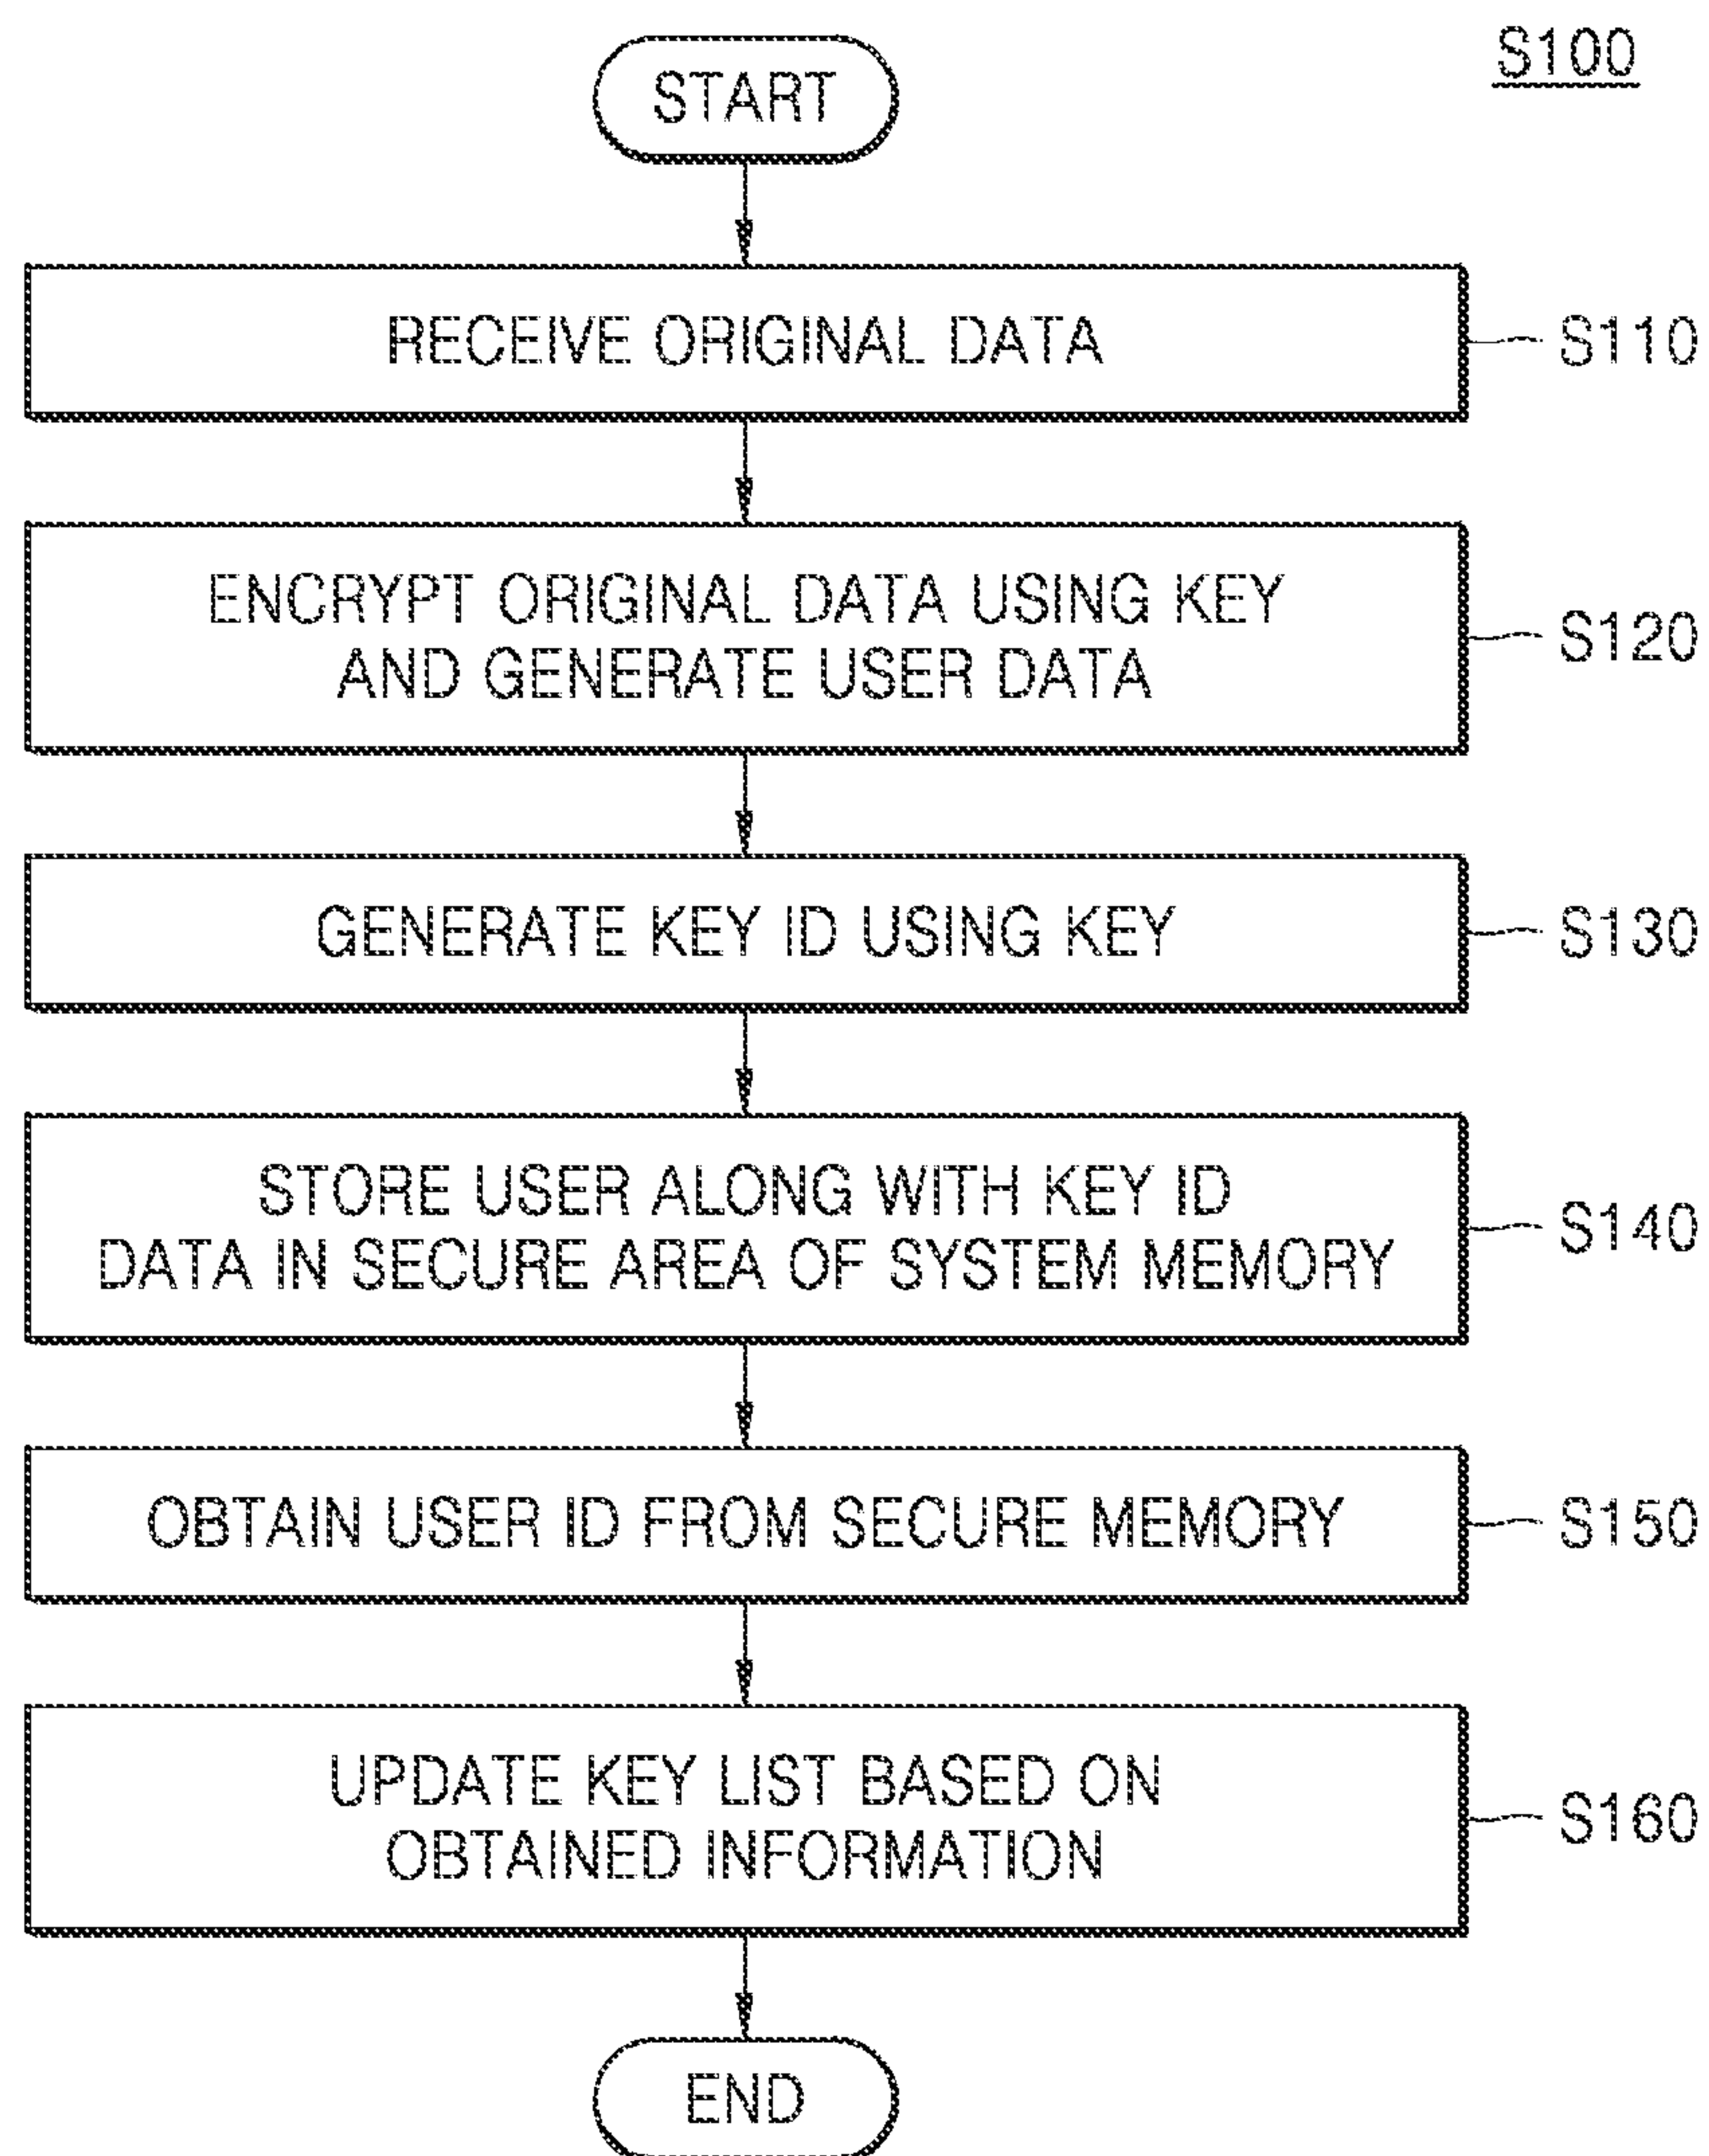 S100
START
RECEIVE ORIGINAL DATA
S110
ENCRYPT ORIGINAL DATA USING KEY
AND GENERATE USER DATA
S120
GENERATE KEY ID USING KEY
S130
STORE USER ALONG WITH KEY ID
DATA IN SECURE AREA OF SYSTEM MEMORY
S140
OBTAIN USER ID FROM SECURE MEMORY
S150
UPDATE KEY LIST BASED ON
OBTAINED INFORMATION
S160
END